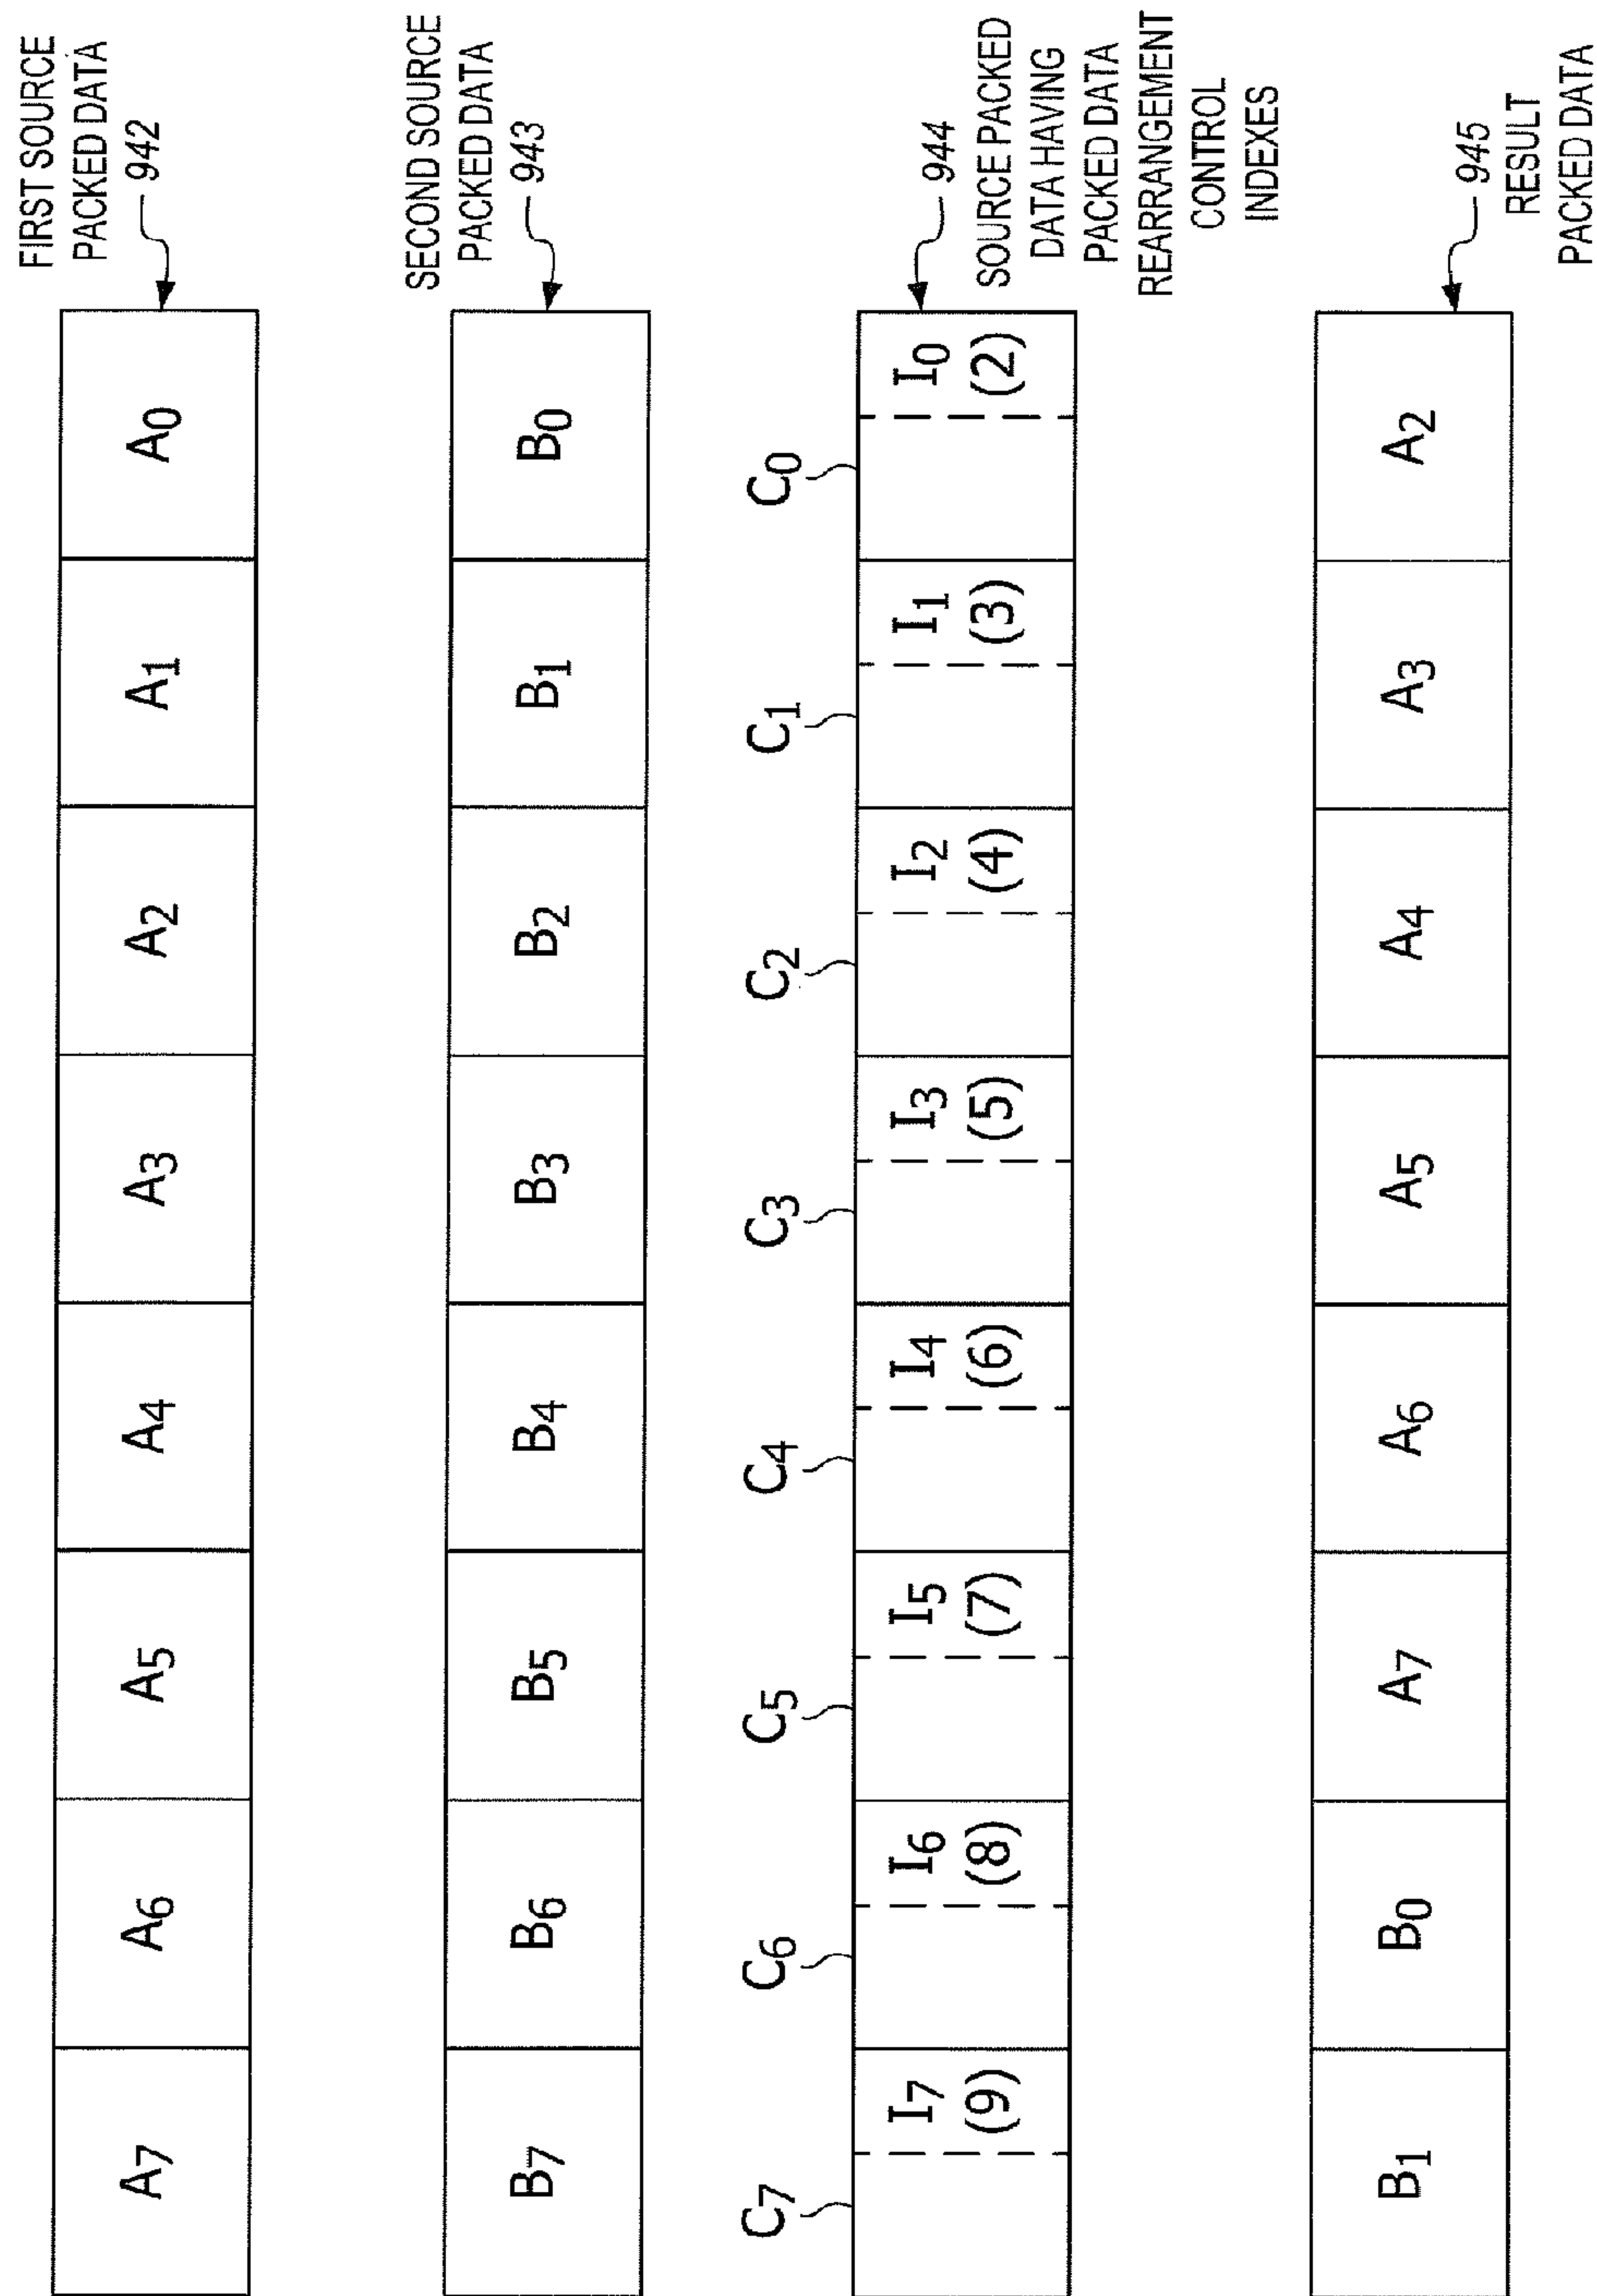 FIRST SOURCE
PACKED DATA
942
A7 A6 A5 A4 A3 A2 A1 A0
SECOND SOURCE
PACKED DATA
943
B7 B6 B5 B4 B3 B2 B1 B0
C7 C6 C5 C4 C3 C2 C1 C0
I7 I6 I5 I4 I3 I2 I1 I0
(9) (8) (7) (6) (5) (4) (3) (2)
944
SOURCE PACKED
DATA HAVING
PACKED DATA
REARRANGEMENT
CONTROL
INDEXES
B1 B0 A7 A6 A5 A4 A3 A2
945
RESULT
PACKED DATA